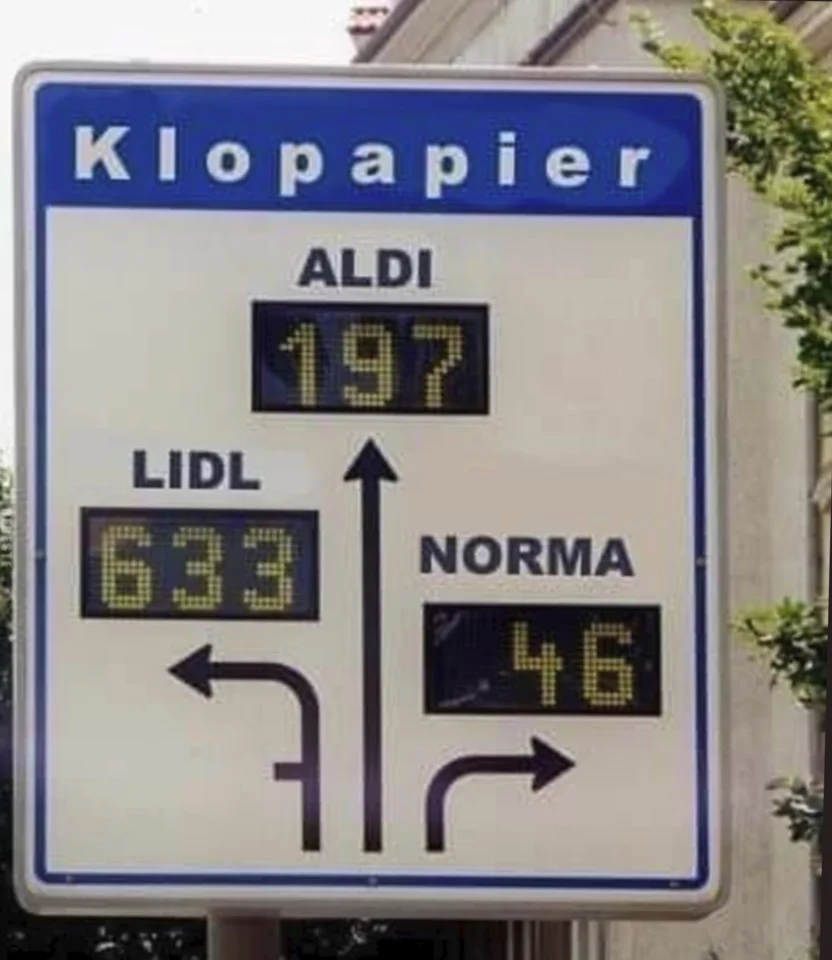 Klopapier
ALDI
197
LIDL
633
NORMA
46